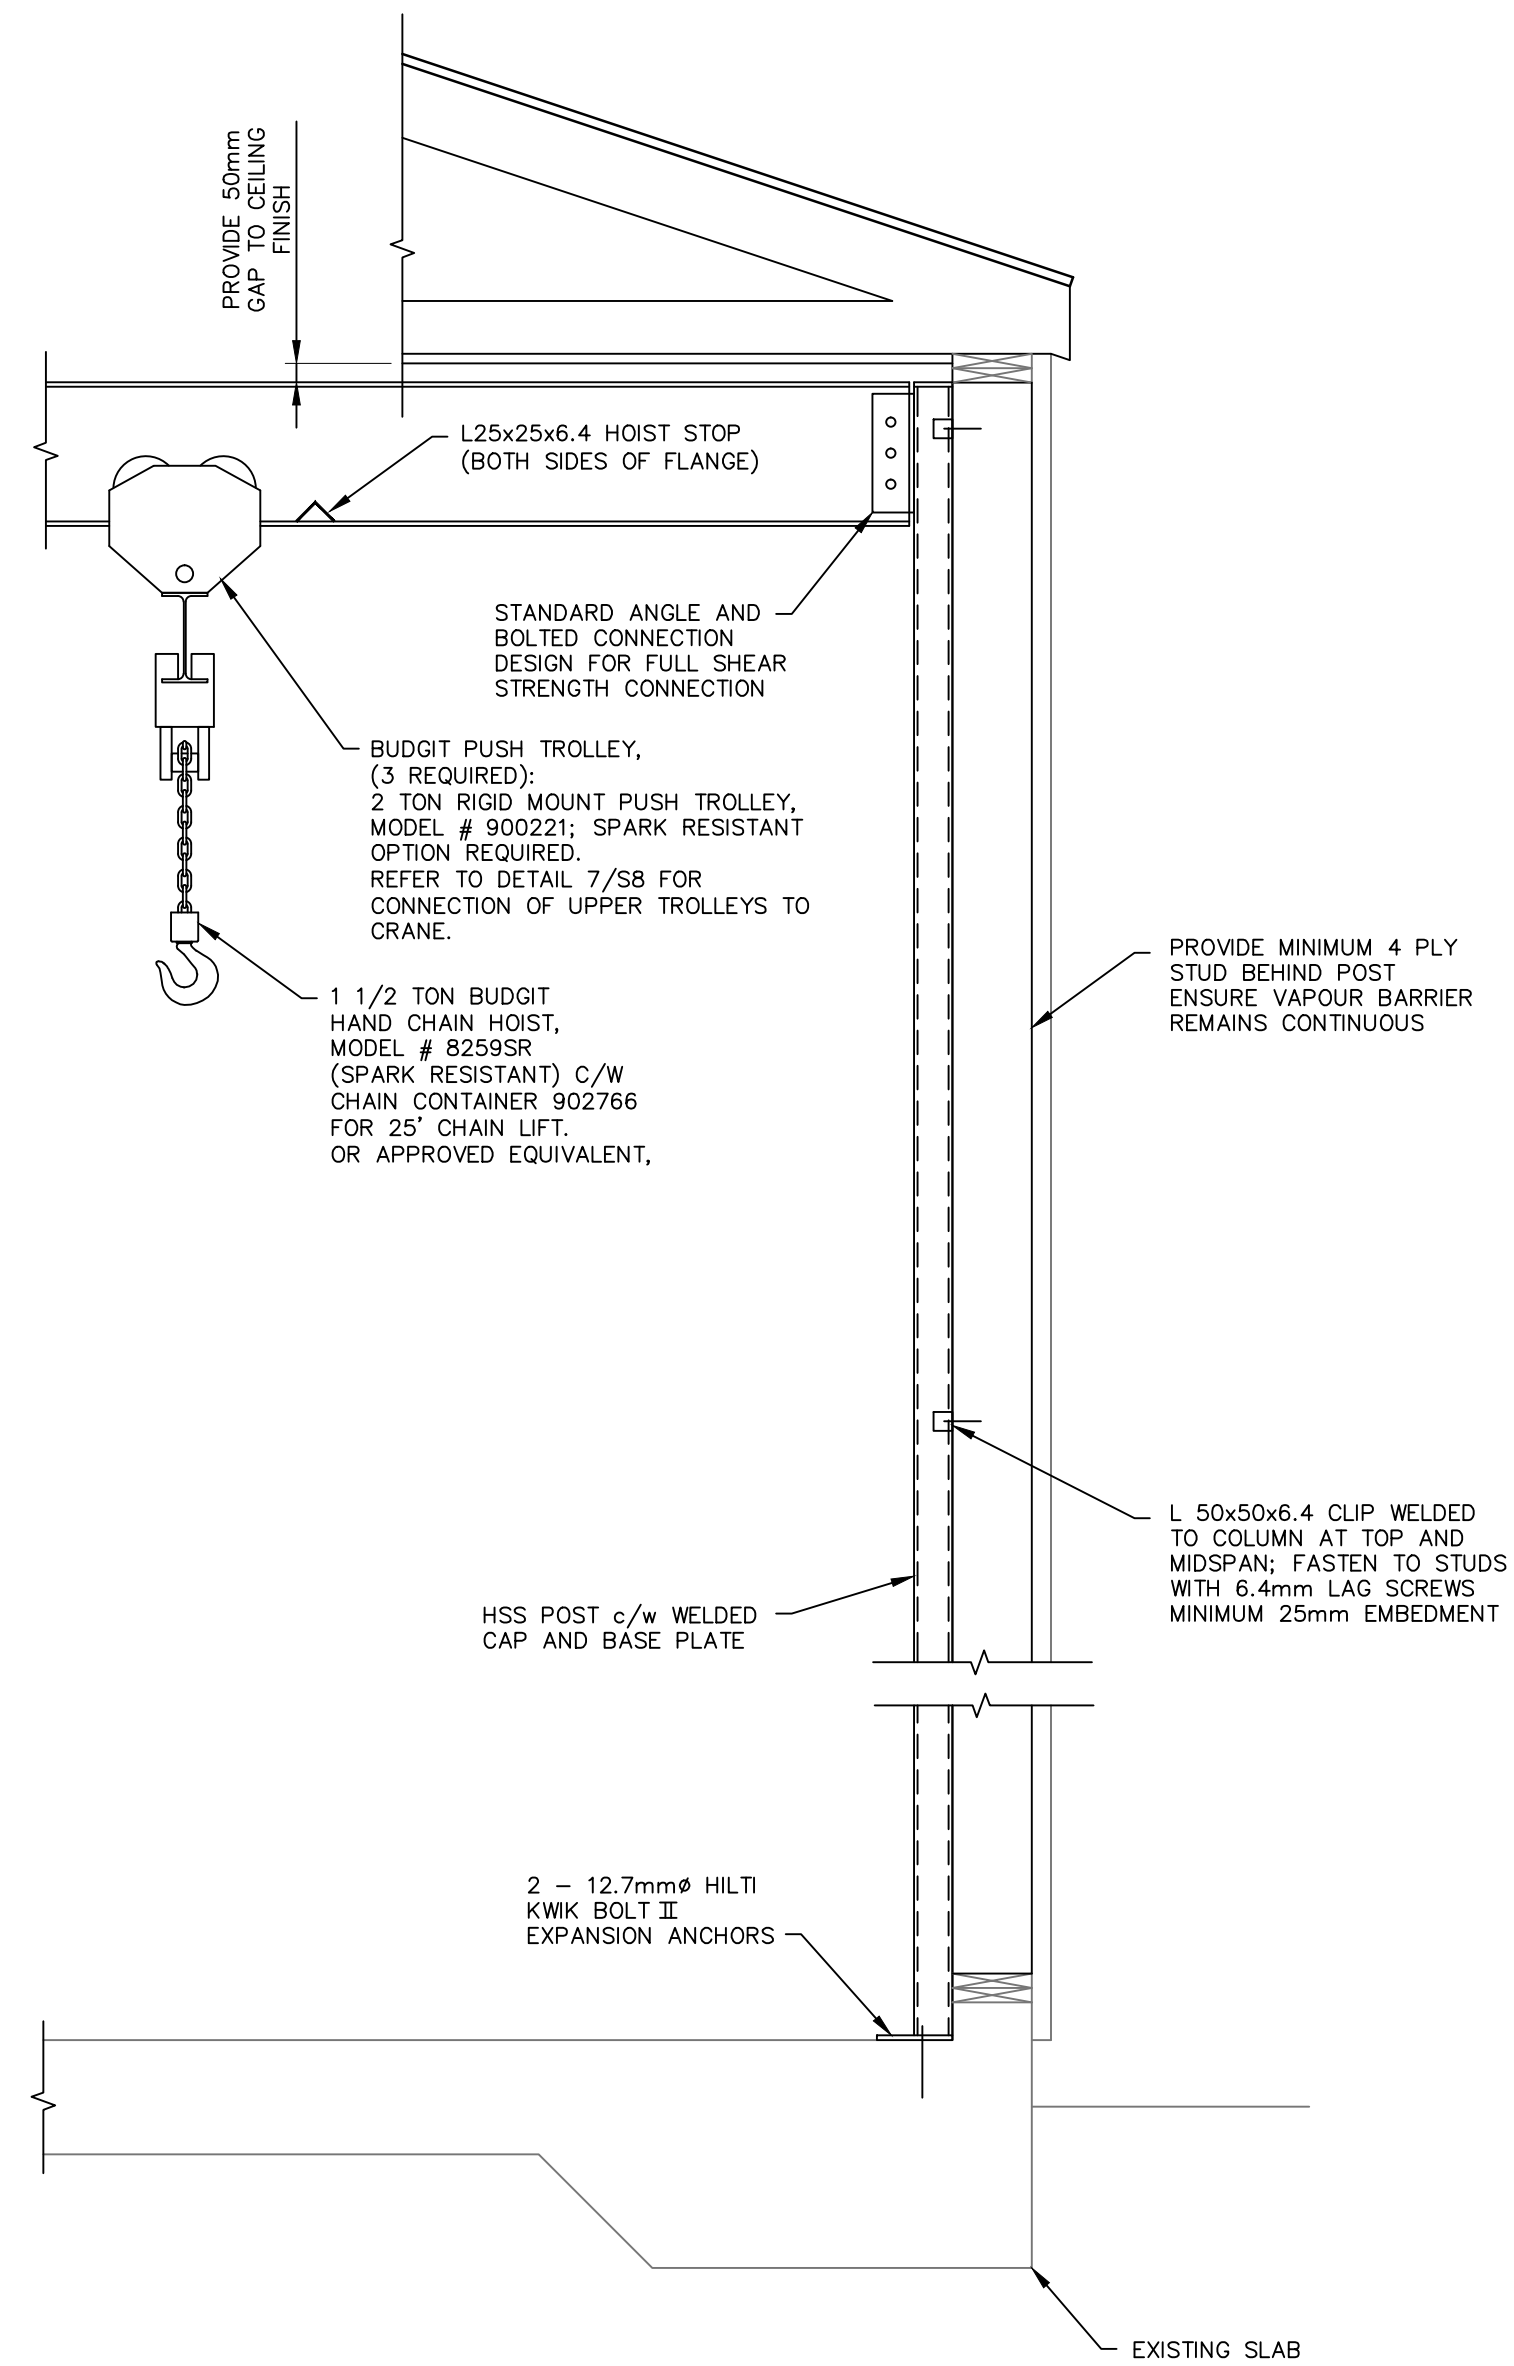 PROVIDE 50mm
GAP TO CEILING
FINISH
L25x25x6.4 HOIST STOP
(BOTH SIDES OF FLANGE)
STANDARD ANGLE AND
BOLTED CONNECTION
DESIGN FOR FULL SHEAR
STRENGTH CONNECTION
BUDGIT PUSH TROLLEY,
(3 REQUIRED):
2 TON RIGID MOUNT PUSH TROLLEY,
MODEL # 900221; SPARK RESISTANT
OPTION REQUIRED.
REFER TO DETAIL 7/S8 FOR
CONNECTION OF UPPER TROLLEYS TO
CRANE.
PROVIDE MINIMUM 4 PLY
STUD BEHIND POST
ENSURE VAPOUR BARRIER
REMAINS CONTINUOUS
1 1/2 TON BUDGIT
HAND CHAIN HOIST,
MODEL # 8259SR
(SPARK RESISTANT) C/W
CHAIN CONTAINER 902766
FOR 25' CHAIN LIFT.
OR APPROVED EQUIVALENT,
L 50x50x6.4 CLIP WELDED
TO COLUMN AT TOP AND
MIDSPAN; FASTEN TO STUDS
WITH 6.4mm LAG SCREWS
MINIMUM 25mm EMBEDMENT
HSS POST c/w WELDED
CAP AND BASE PLATE
2 - 12.7mmø HILTI
KWIK BOLT II
EXPANSION ANCHORS
EXISTING SLAB